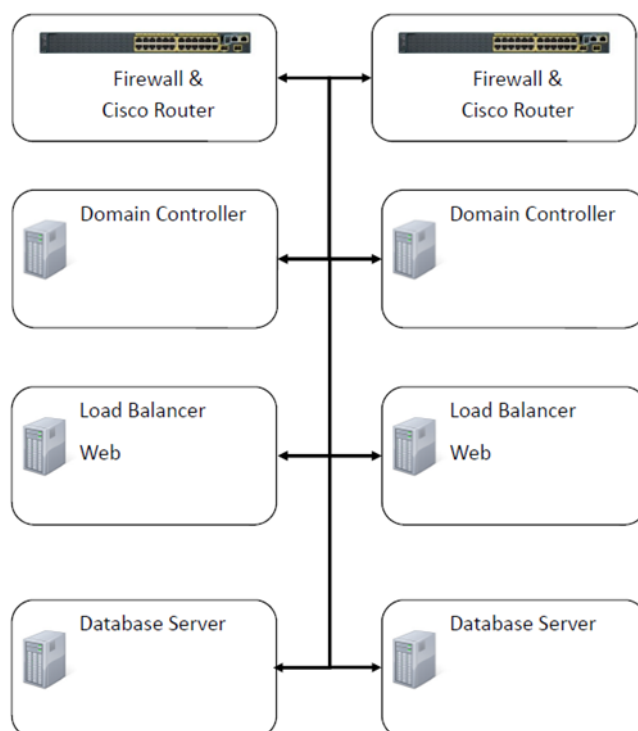 Firewall &
Cisco Router
Firewall &
Cisco Router
Domain Controller
Domain Controller
Load Balancer
Web
Load Balancer
Web
Database Server
Database Server